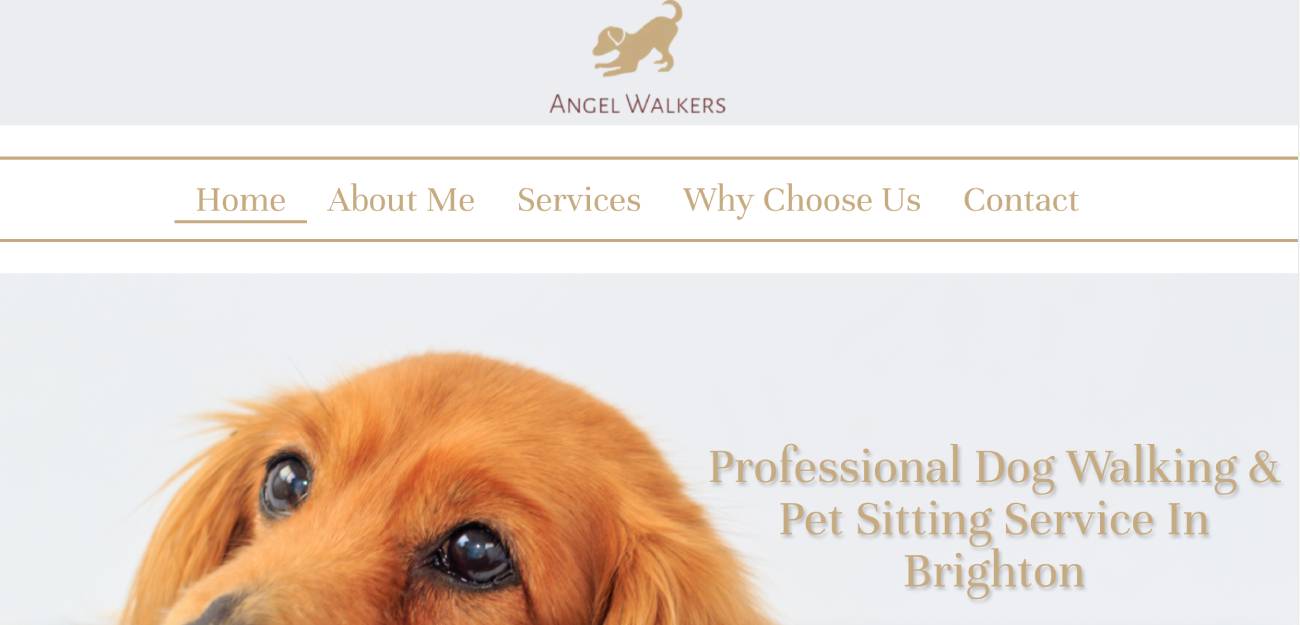 Angel Walkers
Home About Me Services Why Choose Us Contact
Professional Dog Walking &
Pet Sitting Service In
Brighton